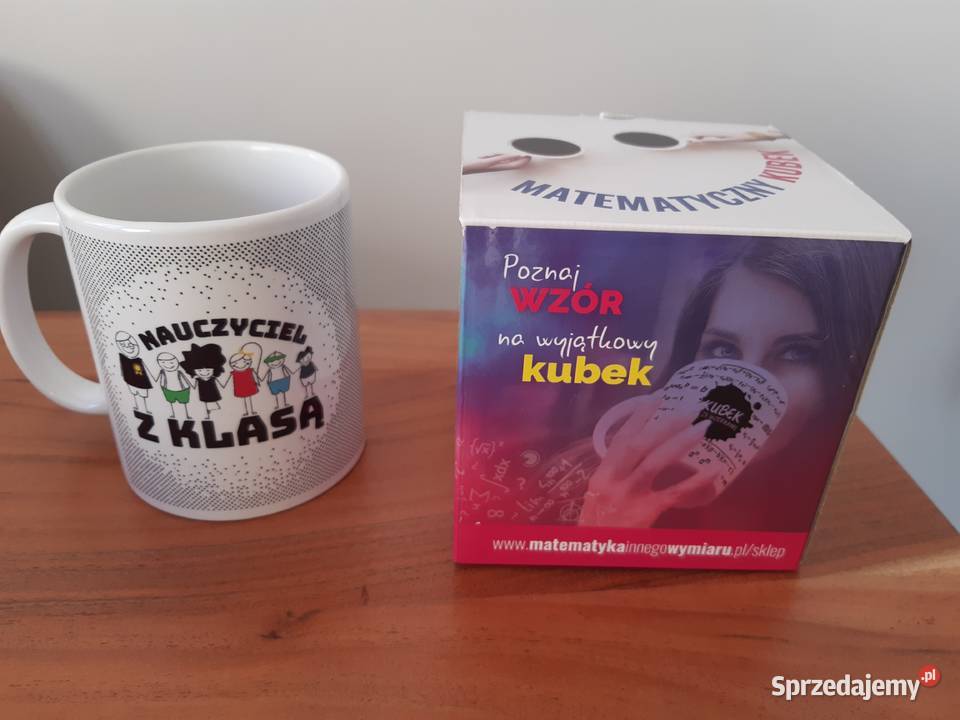 NAUCZYCIEL
Z KLASĄ
MATEMATYCZNY KUBEK
Poznaj
WZÓR
na wyjątkowy
kubek
KUBEK
www.matematykainnegowymiaru.pl/sklep
Sprzedajemy.pl